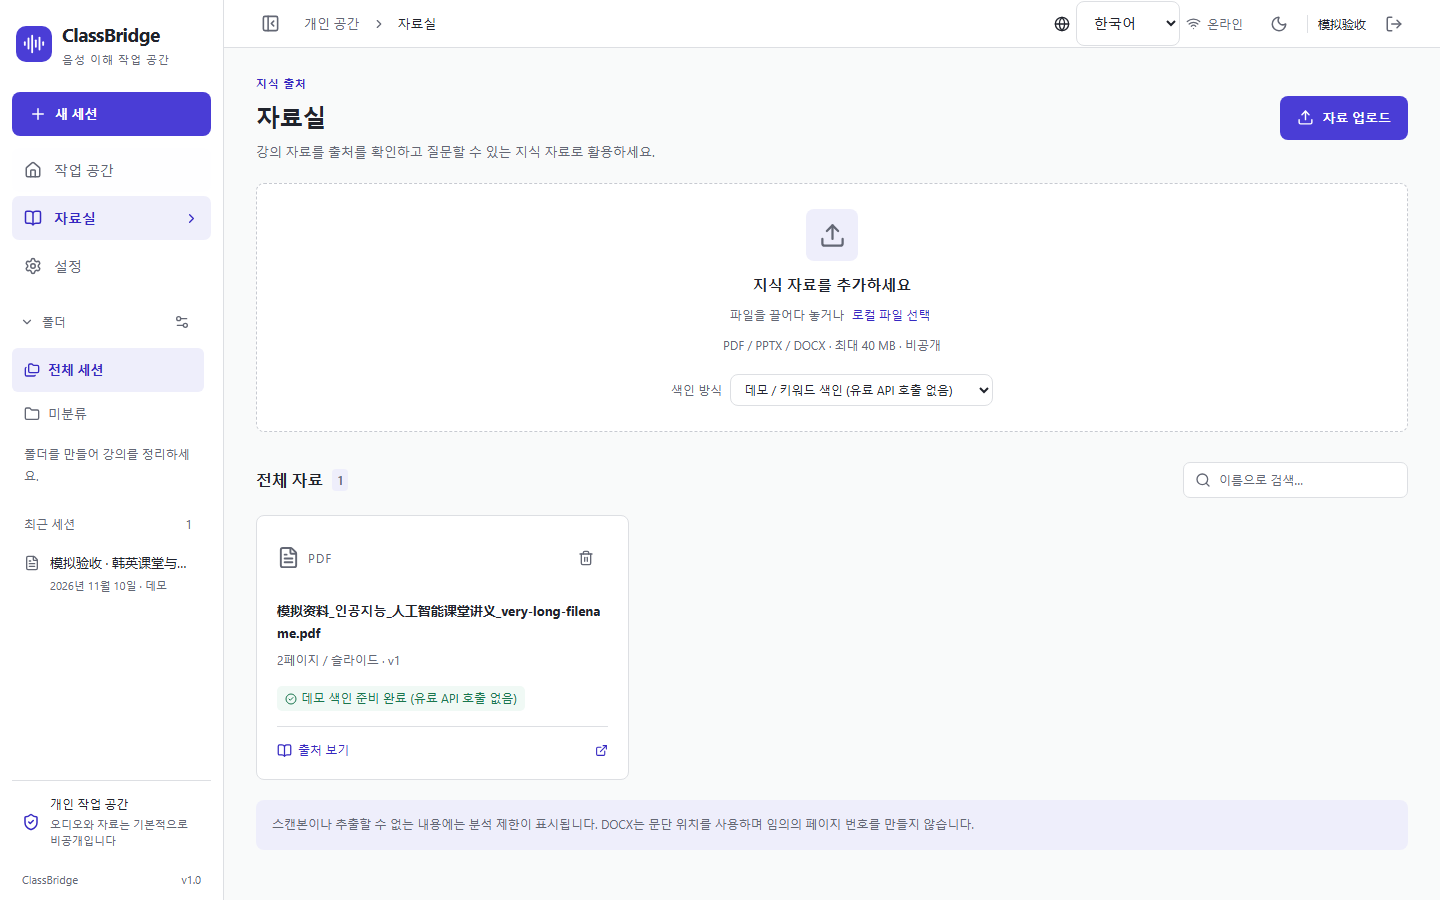 ClassBridge
음성 이해 작업 공간
새 세션
작업 공간
자료실
설정
폴더
전체 세션
미분류
폴더를 만들어 강의를 정리하세
요.
최근 세션 1
模拟验收 · 韩英课堂与...
2026년 11월 10일 · 데모
개인 작업 공간
오디오와 자료는 기본적으로
비공개입니다
ClassBridge v1.0
개인 공간 자료실
한국어 온라인 模拟验收
지식 출처
자료실
강의 자료를 출처를 확인하고 질문할 수 있는 지식 자료로 활용하세요.
자료 업로드
지식 자료를 추가하세요
파일을 끌어다 놓거나 로컬 파일 선택
PDF / PPTX / DOCX · 최대 40 MB · 비공개
색인 방식 데모 / 키워드 색인 (유료 API 호출 없음)
전체 자료 1
이름으로 검색...
PDF
模拟资料_인공지능_人工智能课堂讲义_very-long-filena
me.pdf
2페이지 / 슬라이드 · v1
데모 색인 준비 완료 (유료 API 호출 없음)
출처 보기
스캔본이나 추출할 수 없는 내용에는 분석 제한이 표시됩니다. DOCX는 문단 위치를 사용하며 임의의 페이지 번호를 만들지 않습니다.